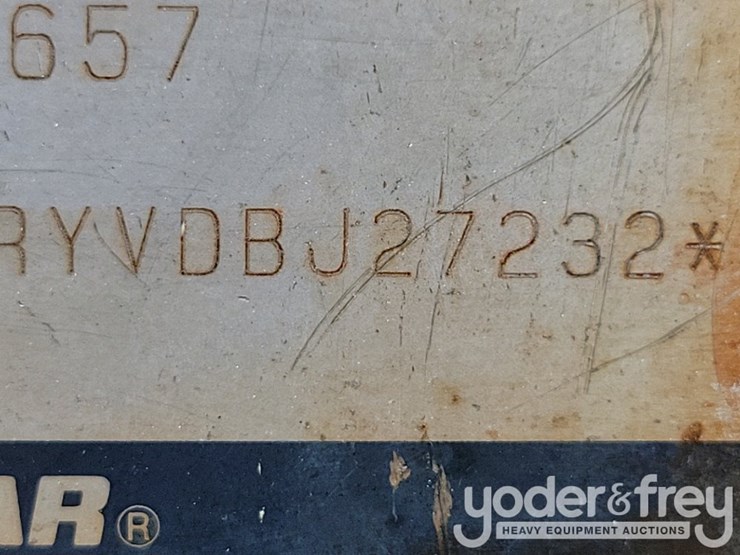 657
RYVDBJ27232*
AR®
yoder&frey
HEAVY EQUIPMENT AUCTIONS